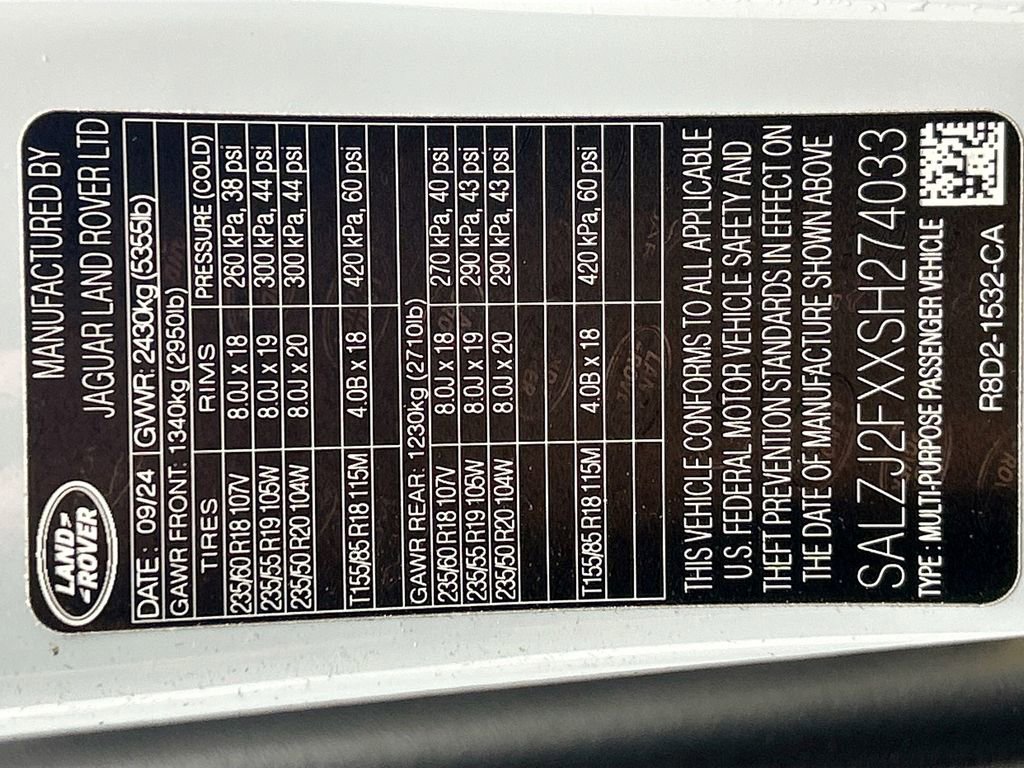 LAND ROVER
MANUFACTURED BY
JAGUAR LAND ROVER LTD
DATE: 09/24 GVWR: 2430kg (5355lb)
GAWR FRONT: 1340kg (2950lb)
TIRES RIMS PRESSURE (COLD)
235/60 R18 107V 8.0J x 18 260 kPa, 38 psi
235/55 R19 105W 8.0J x 19 300 kPa, 44 psi
235/50 R20 104W 8.0J x 20 300 kPa, 44 psi
T155/85 R18 115M 4.0B x 18 420 kPa, 60 psi
GAWR REAR: 1230kg (2710lb)
235/60 R18 107V 8.0J x 18 270 kPa, 40 psi
235/55 R19 105W 8.0J x 19 290 kPa, 43 psi
235/50 R20 104W 8.0J x 20 290 kPa, 43 psi
T155/85 R18 115M 4.0B x 18 420 kPa, 60 psi
THIS VEHICLE CONFORMS TO ALL APPLICABLE
U.S. FEDERAL MOTOR VEHICLE SAFETY AND
THEFT PREVENTION STANDARDS IN EFFECT ON
THE DATE OF MANUFACTURE SHOWN ABOVE
SALZJ2FXXSH274033
TYPE : MULTI-PURPOSE PASSENGER VEHICLE
R8D2-1532-CA